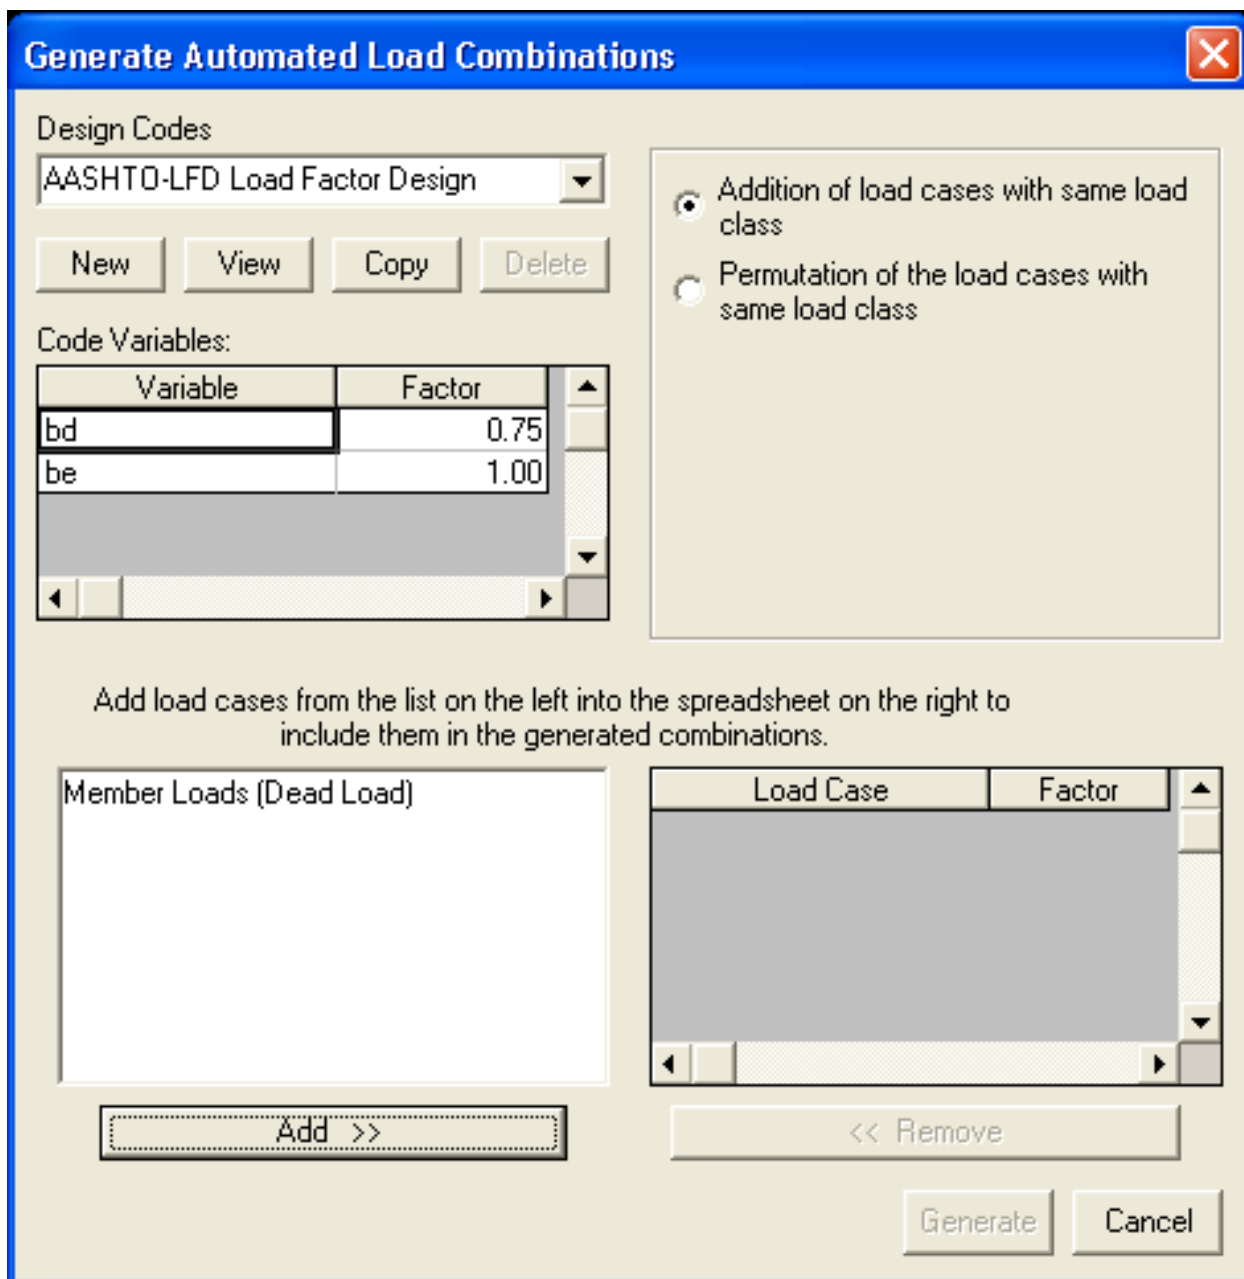 Generate Automated Load Combinations
Design Codes
AASHTO-LFD Load Factor Design
New View Copy Delete
Addition of load cases with same load
class
Permutation of the load cases with
same load class
Code Variables:
Variable Factor
bd 0.75
be 1.00
Add load cases from the list on the left into the spreadsheet on the right to
include them in the generated combinations.
Member Loads (Dead Load)
Load Case Factor
Add >>
<< Remove
Generate Cancel